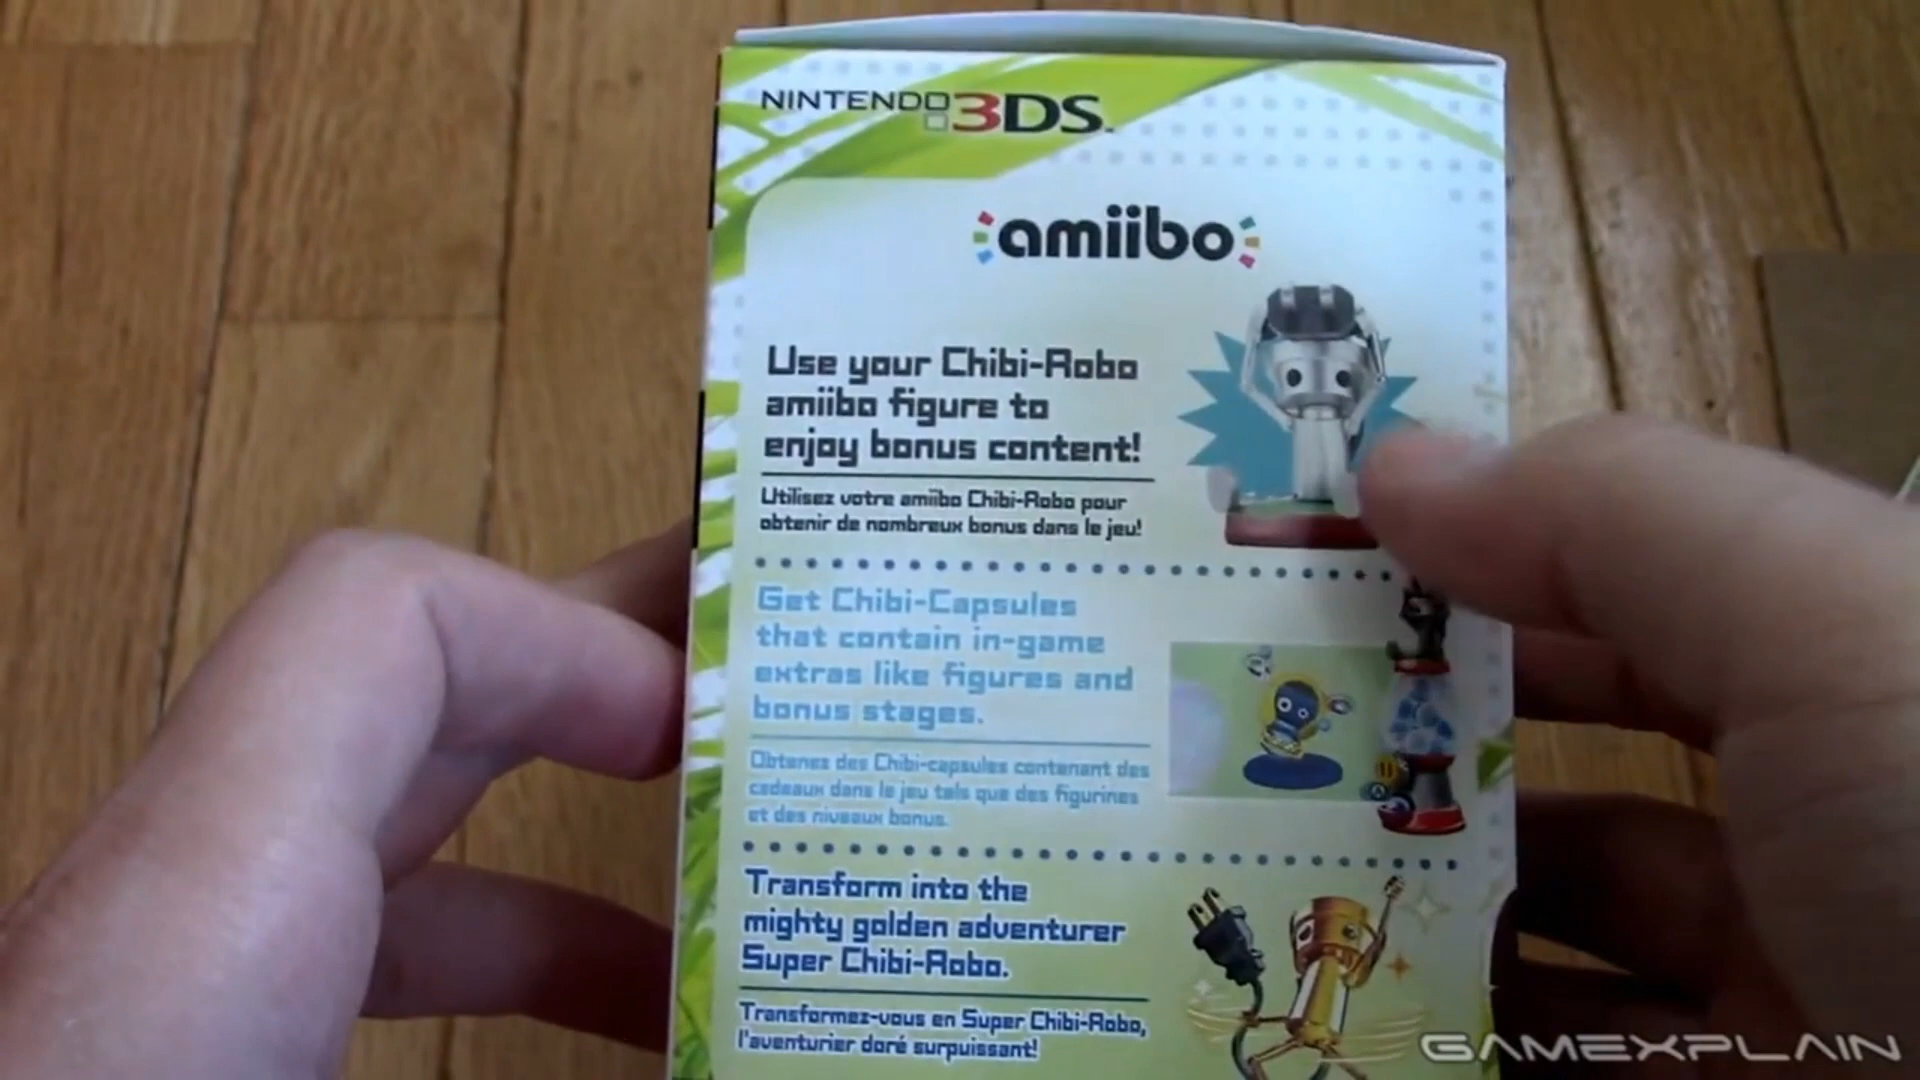 NINTENDO 3DS
amiibo
Use your Chibi-Robo
amiibo figure to
enjoy bonus content!
Utilisez votre amiibo Chibi-Robo pour
obtenir de nombreux bonus dans le jeu!
Get Chibi-Capsules
that contain in-game
extras like figures and
bonus stages.
Obtenez des Chibi-capsules contenant des
cadeaux dans le jeu tels que des figurines
et des niveaux bonus.
Transform into the
mighty golden adventurer
Super Chibi-Robo.
Transformez-vous en Super Chibi-Robo,
l'aventurier doré surpuissant!
GAMEXPLAIN